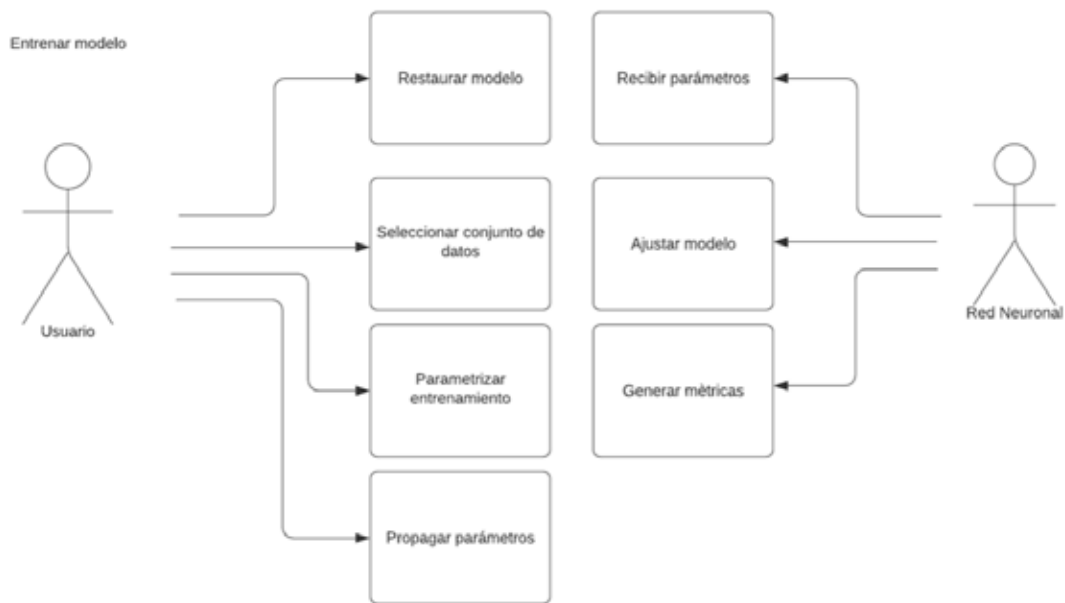 Entrenar modelo
Restaurar modelo
Recibir parámetros
Seleccionar conjunto de
datos
Ajustar modelo
Usuario
Red Neuronal
Parametrizar
entrenamiento
Generar mètricas
Propagar parámetros